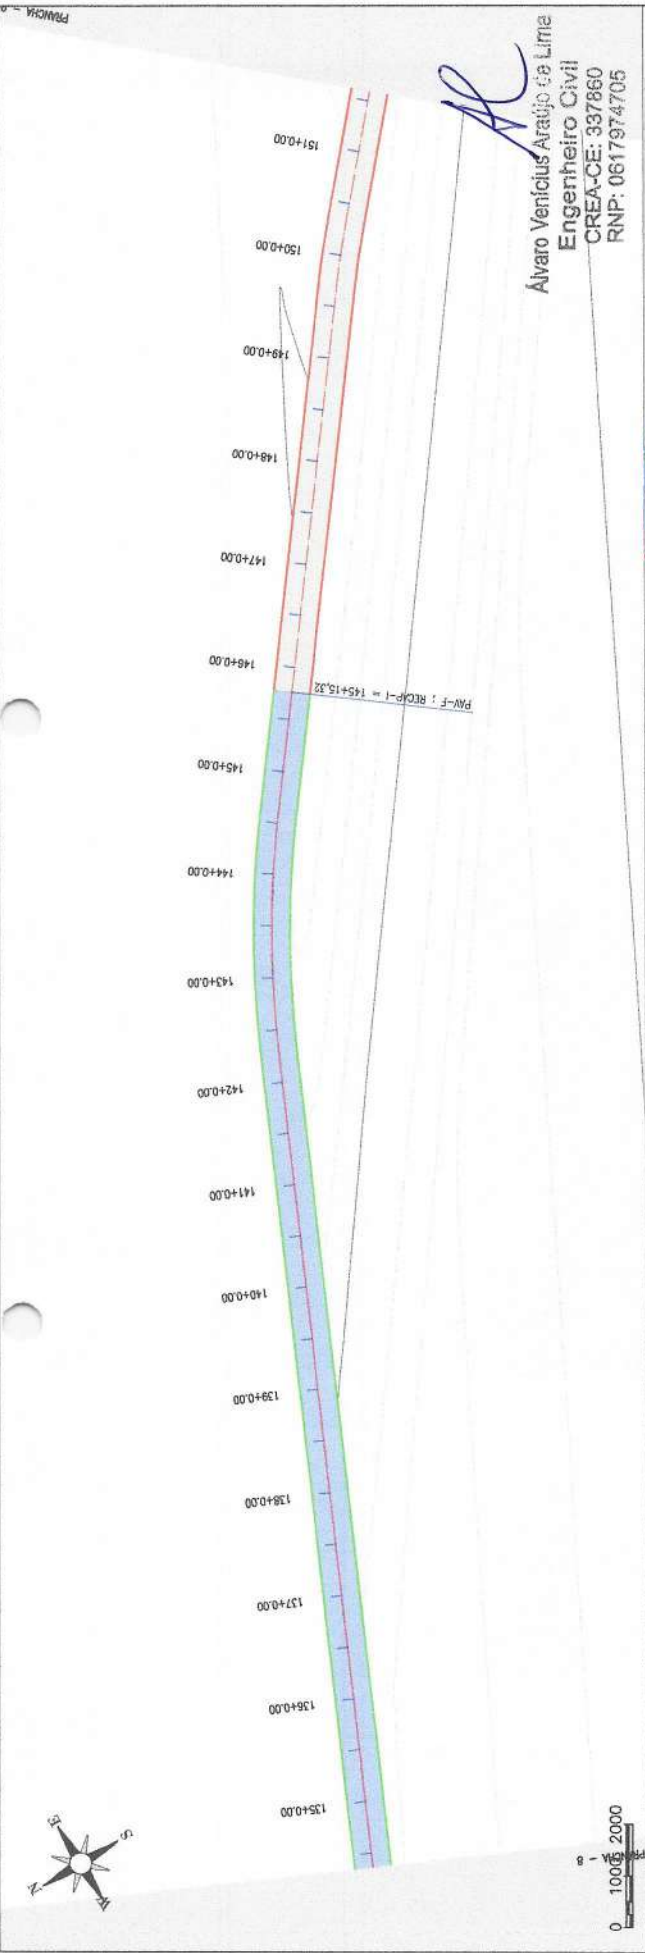 PRANCHA - 9
151+0.00
150+0.00
149+0.00
148+0.00
147+0.00
146+0.00
PAV-F ; RECAP-I = 145+15,32
145+0.00
144+0.00
143+0.00
142+0.00
141+0.00
140+0.00
139+0.00
138+0.00
137+0.00
136+0.00
135+0.00
Álvaro Venícius Araújo de Lima
Engenheiro Civil
CREA-CE: 337860
RNP: 0617974705
N
E
S
W
PRANCHA - 8
0 1000 2000